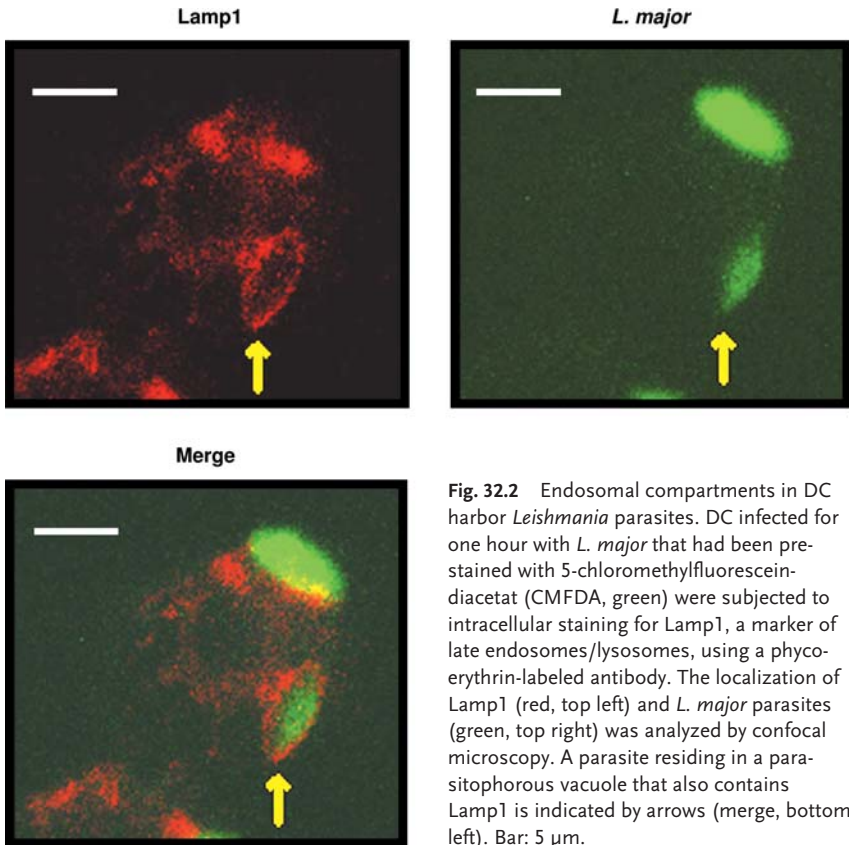 Lamp1
L. major
Merge
Fig. 32.2 Endosomal compartments in DC
harbor Leishmania parasites. DC infected for
one hour with L. major that had been pre-
stained with 5-chloromethylfluorescein-
diacetat (CMFDA, green) were subjected to
intracellular staining for Lamp1, a marker of
late endosomes/lysosomes, using a phyco-
erythrin-labeled antibody. The localization of
Lamp1 (red, top left) and L. major parasites
(green, top right) was analyzed by confocal
microscopy. A parasite residing in a para-
sitophorous vacuole that also contains
Lamp1 is indicated by arrows (merge, bottom
left). Bar: 5 μm.